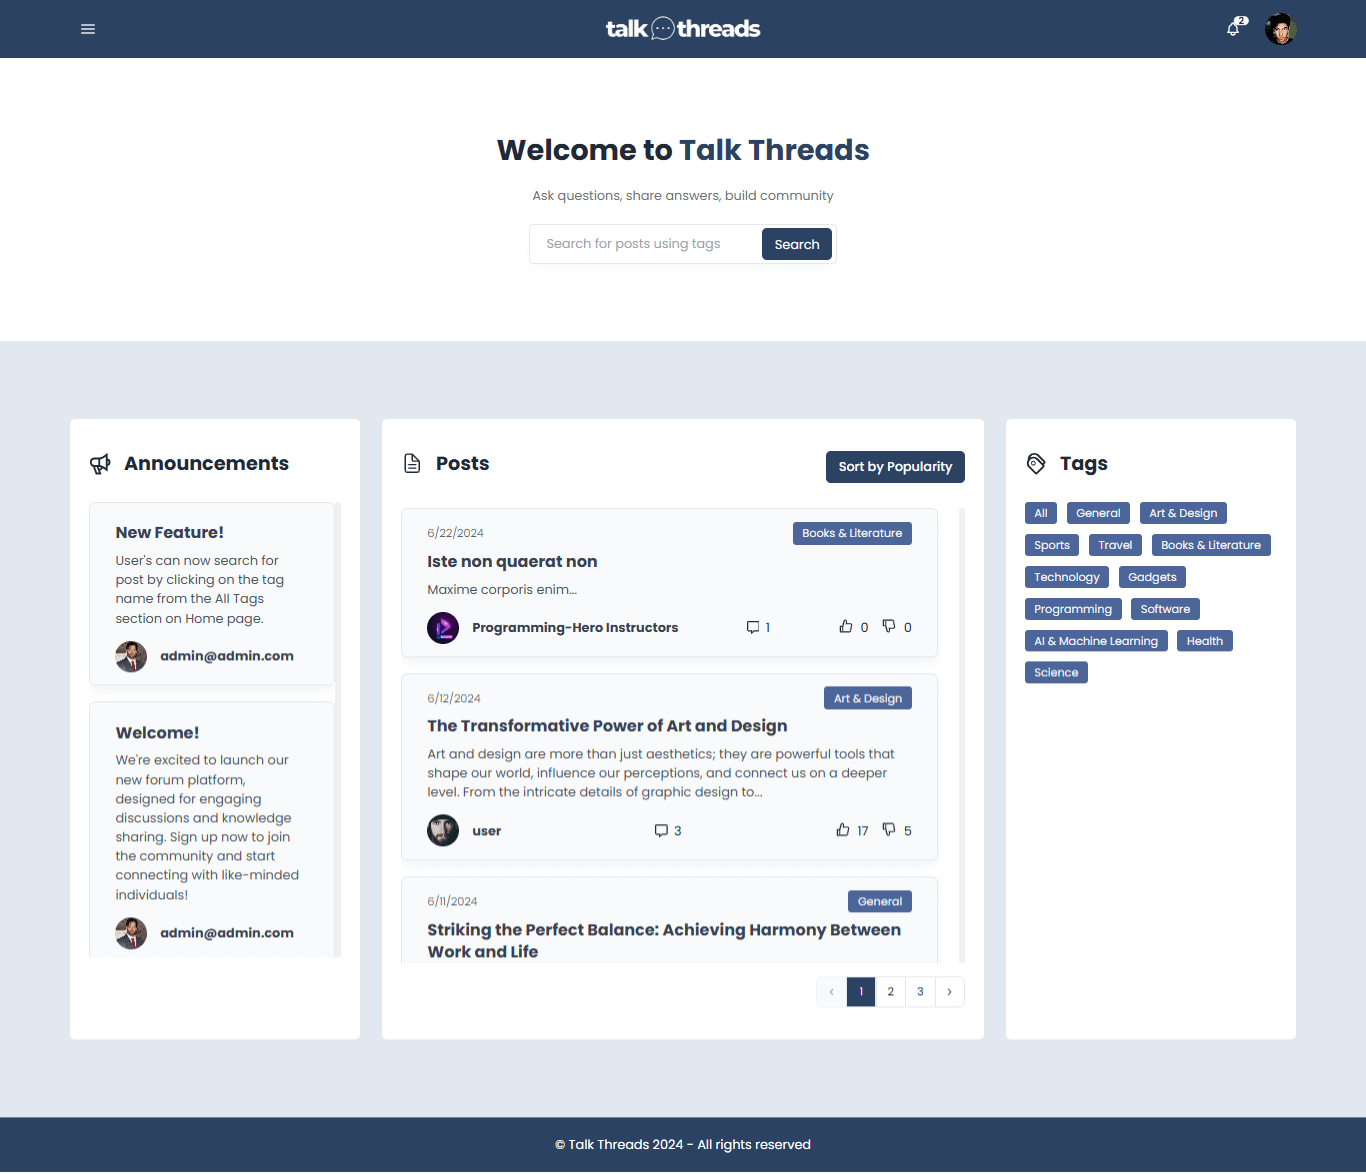 talk threads
2
Welcome to Talk Threads
Ask questions, share answers, build community
Search for posts using tags
Search
Announcements
New Feature!
User's can now search for
post by clicking on the tag
name from the All Tags
section on Home page.
admin@admin.com
Welcome!
We're excited to launch our
new forum platform,
designed for engaging
discussions and knowledge
sharing. Sign up now to join
the community and start
connecting with like-minded
individuals!
admin@admin.com
Posts
Sort by Popularity
6/22/2024
Books & Literature
Iste non quaerat non
Maxime corporis enim...
Programming-Hero Instructors
1
0
0
6/12/2024
Art & Design
The Transformative Power of Art and Design
Art and design are more than just aesthetics; they are powerful tools that
shape our world, influence our perceptions, and connect us on a deeper
level. From the intricate details of graphic design to...
user
3
17
5
6/11/2024
General
Striking the Perfect Balance: Achieving Harmony Between
Work and Life
‹ 1 2 3 ›
Tags
All General Art & Design
Sports Travel Books & Literature
Technology Gadgets
Programming Software
AI & Machine Learning Health
Science
© Talk Threads 2024 - All rights reserved